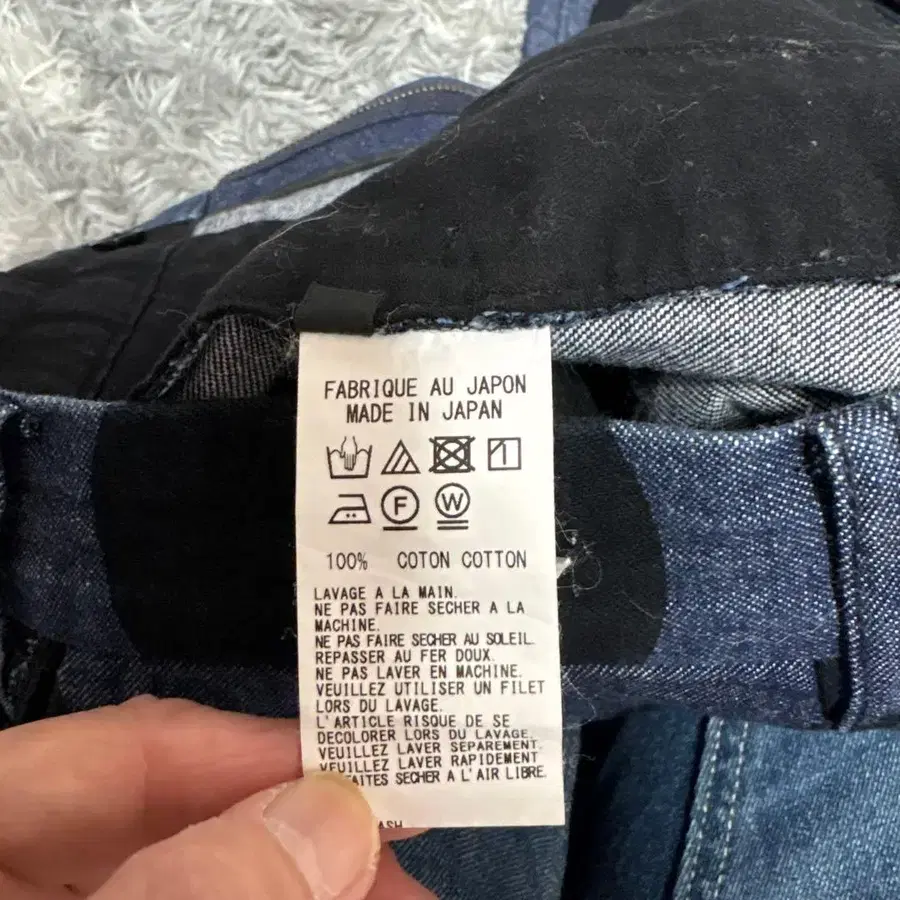 FABRIQUE AU JAPON
MADE IN JAPAN
F W
100% COTON COTTON
LAVAGE A LA MAIN.
NE PAS FAIRE SECHER A LA
MACHINE.
NE PAS FAIRE SECHER AU SOLEIL.
REPASSER AU FER DOUX.
NE PAS LAVER EN MACHINE.
VEUILLEZ UTILISER UN FILET
LORS DU LAVAGE.
L'ARTICLE RISQUE DE SE
DECOLORER LORS DU LAVAGE.
VEUILLEZ LAVER SEPAREMENT.
VEUILLEZ LAVER RAPIDEMENT
SECHER A L'AIR LIBRE.